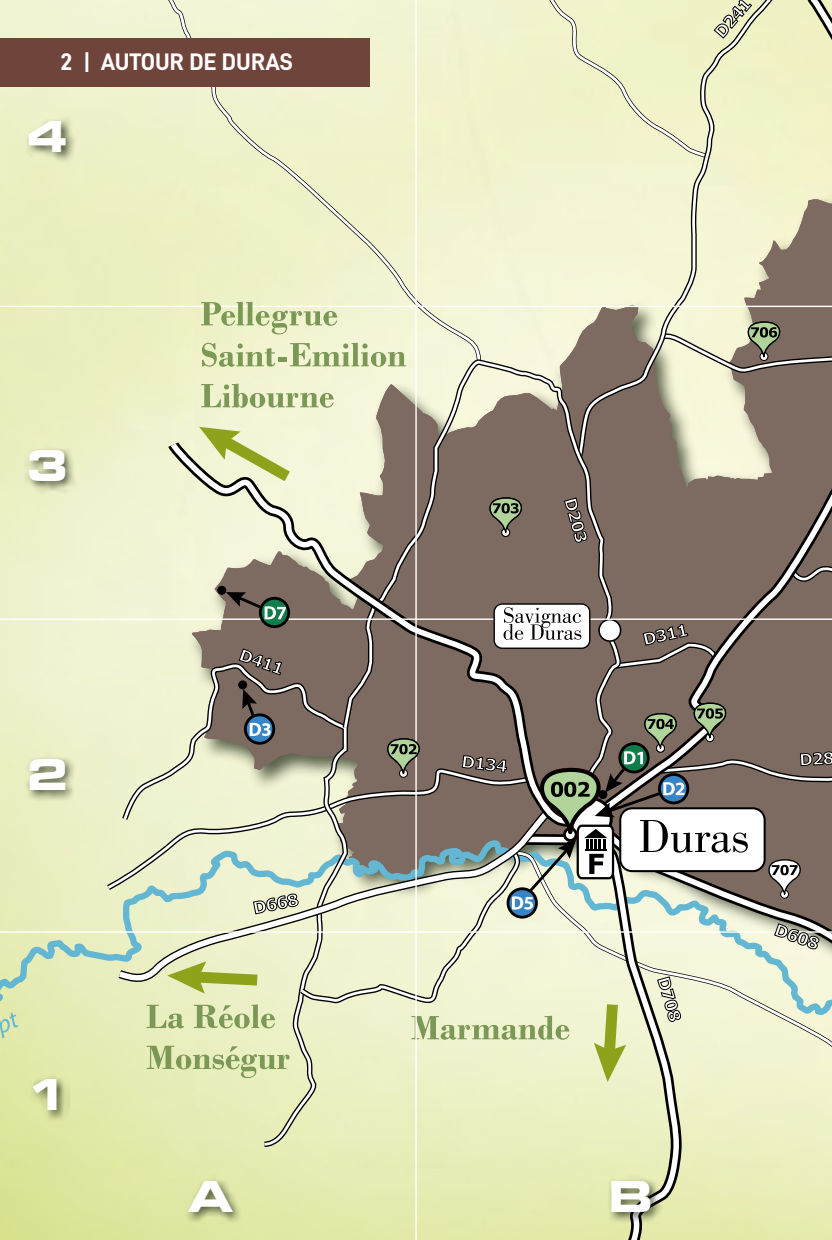 2 | AUTOUR DE DURAS
D241
4
Pellegrue
Saint-Emilion
Libourne
706
3
703
D203
D7
Savignac
de Duras
D311
D411
D3
705
704
702
D134
D1
D28
2
002
D2
Duras
F
707
D5
D668
D608
pt
La Réole
Monségur
Marmande
D708
1
A
B